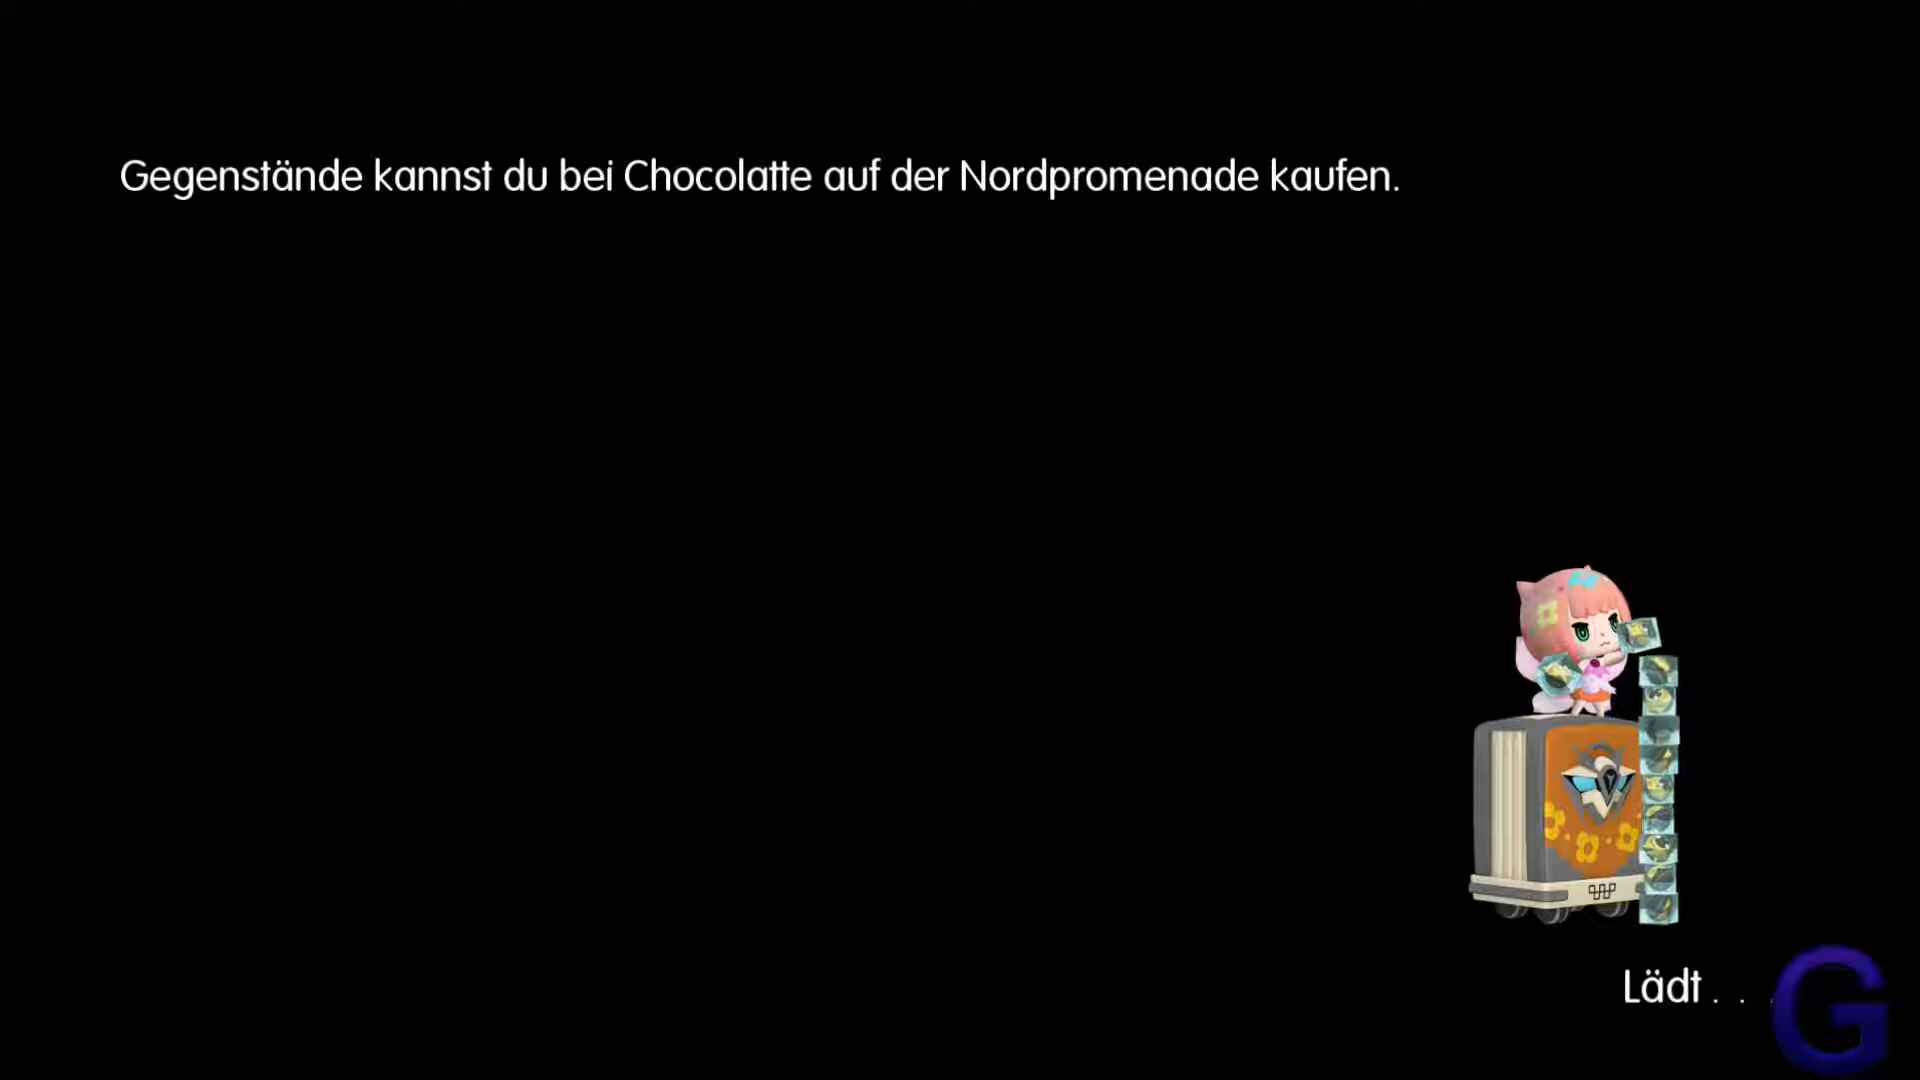 Gegenstände kannst du bei Chocolatte auf der Nordpromenade kaufen.
Lädt . . .
G